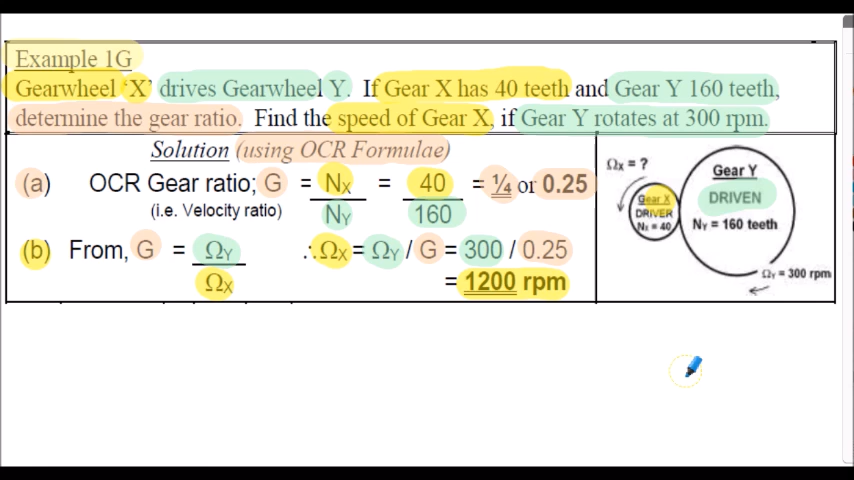 Example 1G
Gearwheel ‘X’ drives Gearwheel Y. If Gear X has 40 teeth and Gear Y 160 teeth,
determine the gear ratio. Find the speed of Gear X, if Gear Y rotates at 300 rpm.
Solution (using OCR Formulae)
(a) OCR Gear ratio; G = NX / NY = 40 / 160 = ¼ or 0.25
(i.e. Velocity ratio)
(b) From, G = ΩY / ΩX ∴ΩX = ΩY / G = 300 / 0.25
= 1200 rpm
ΩX = ?
Gear X
DRIVER
NX = 40
Gear Y
DRIVEN
NY = 160 teeth
ΩY = 300 rpm